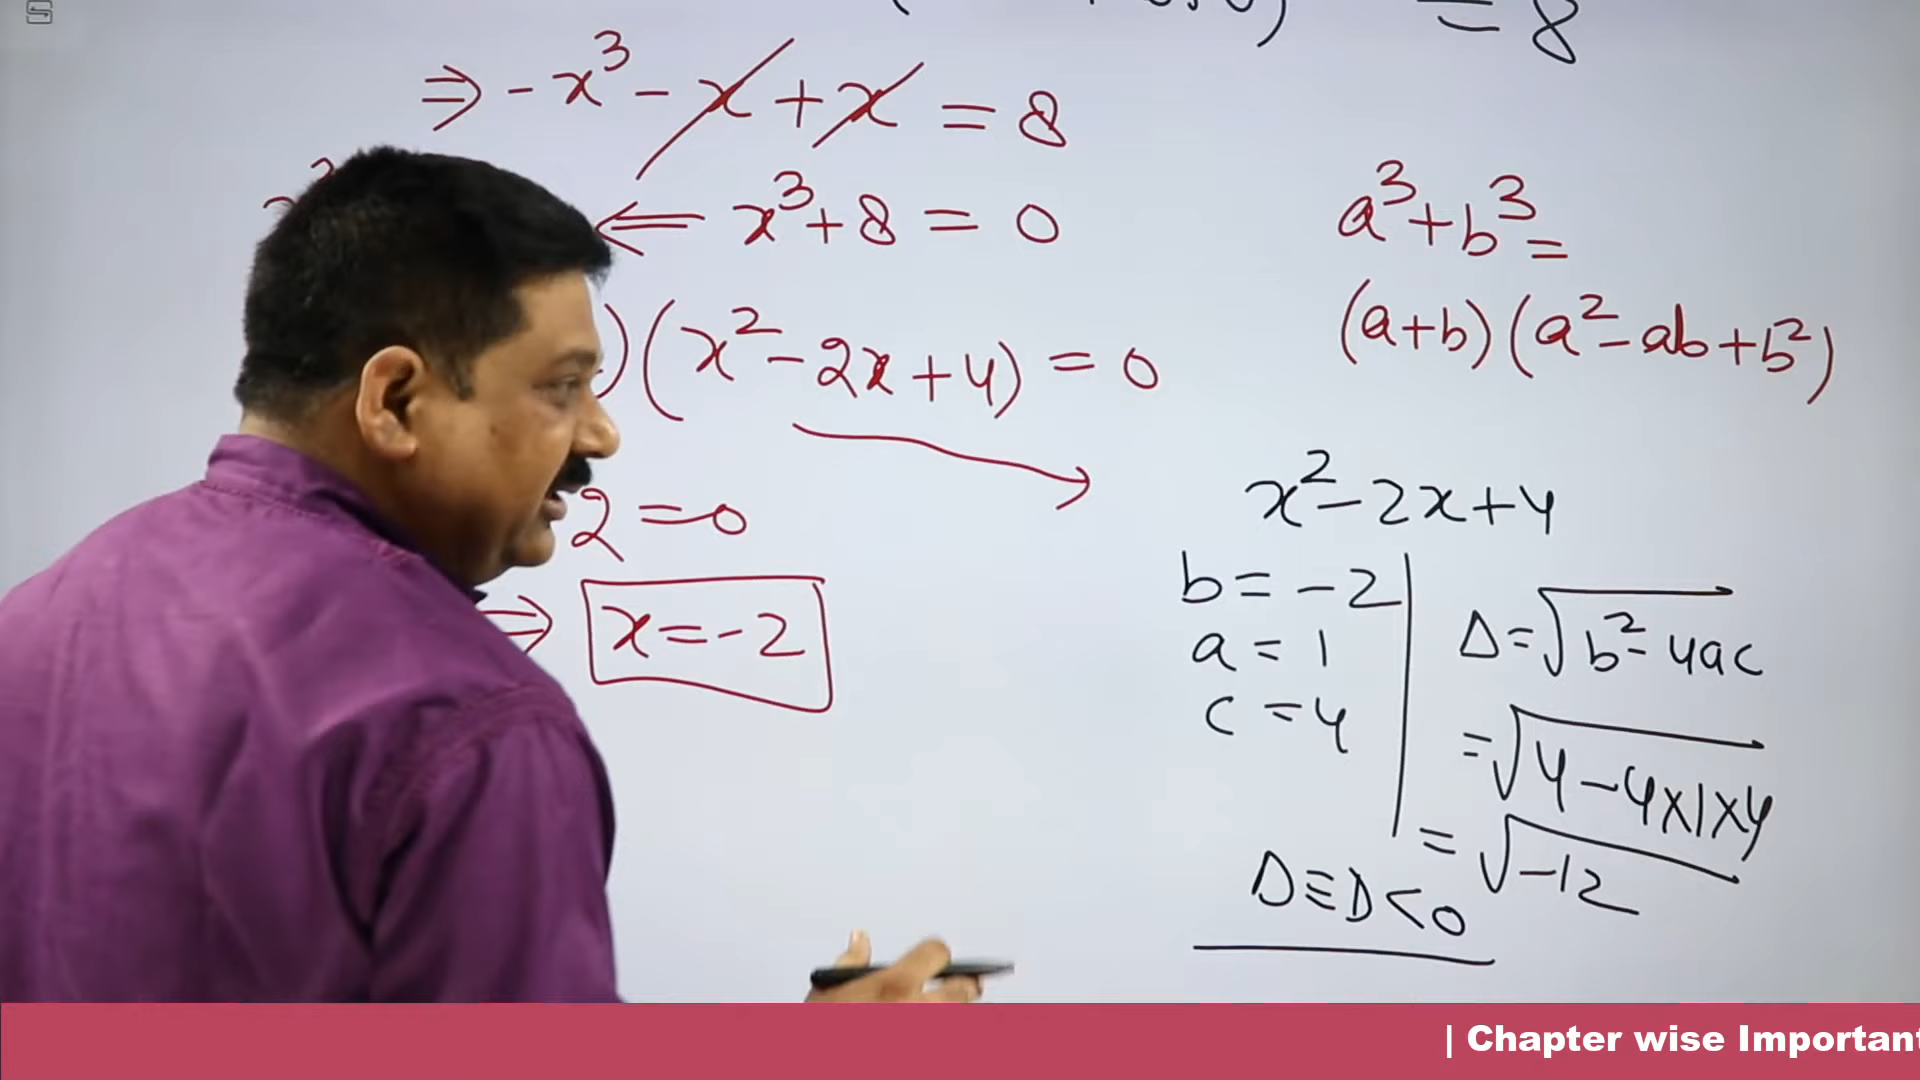 = 8
⇒ -x³ - x + x = 8
⇐ x³ + 8 = 0
)(x² - 2x + 4) = 0
2 = 0
⇒ x = -2
a³ + b³ =
(a+b)(a² - ab + b²)
x² - 2x + 4
b = -2
a = 1
c = 4
Δ = √b² - 4ac
= √4 - 4×1×4
= √-12
Δ ≡ D < 0
| Chapter wise Important